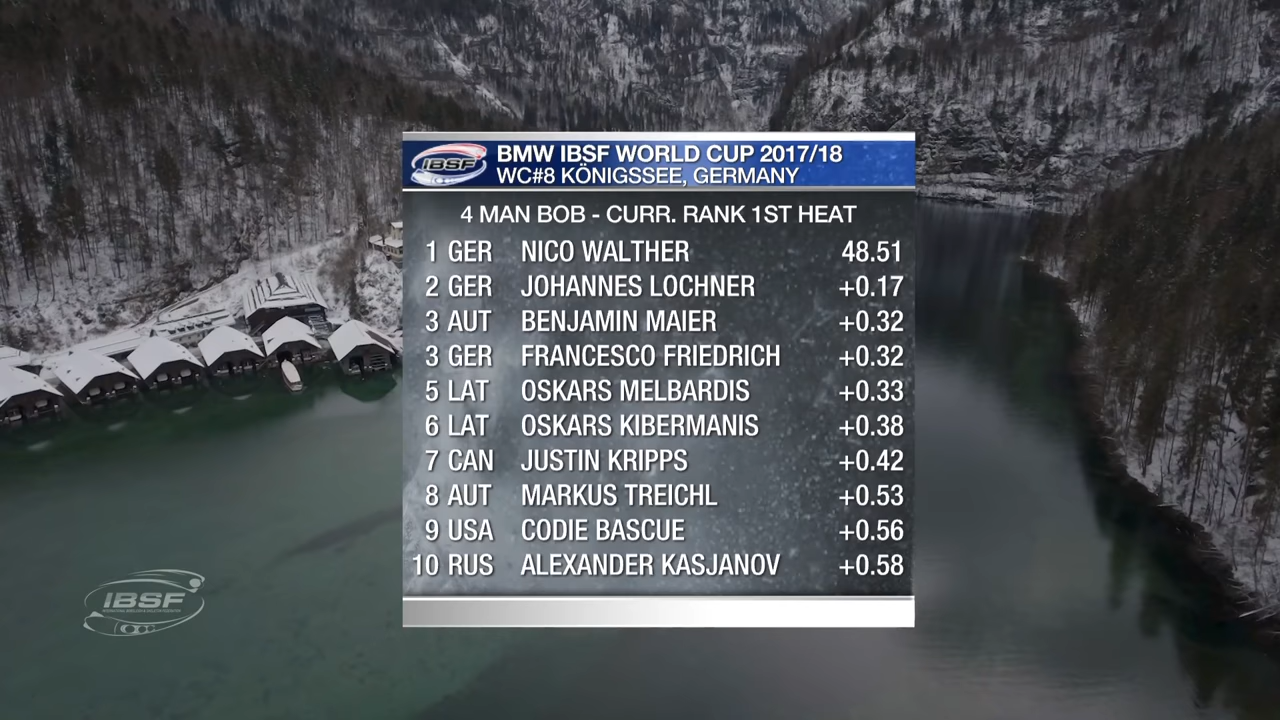 IBSF
BMW IBSF WORLD CUP 2017/18
WC#8 KÖNIGSSEE, GERMANY
4 MAN BOB - CURR. RANK 1ST HEAT
1 GER NICO WALTHER 48.51
2 GER JOHANNES LOCHNER +0.17
3 AUT BENJAMIN MAIER +0.32
3 GER FRANCESCO FRIEDRICH +0.32
5 LAT OSKARS MELBARDIS +0.33
6 LAT OSKARS KIBERMANIS +0.38
7 CAN JUSTIN KRIPPS +0.42
8 AUT MARKUS TREICHL +0.53
9 USA CODIE BASCUE +0.56
10 RUS ALEXANDER KASJANOV +0.58
IBSF